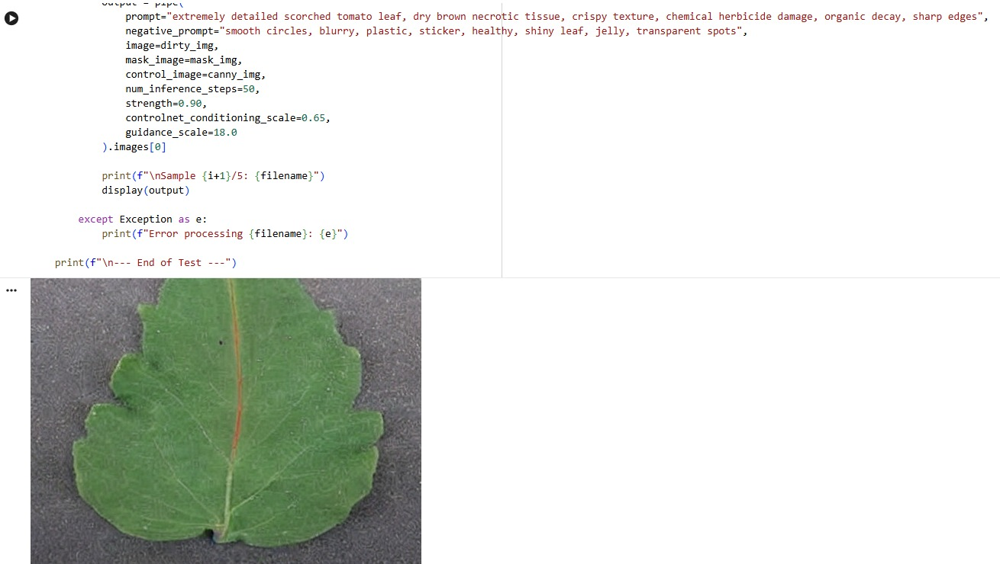 output = pipe(
prompt="extremely detailed scorched tomato leaf, dry brown necrotic tissue, crispy texture, chemical herbicide damage, organic decay, sharp edges",
negative_prompt="smooth circles, blurry, plastic, sticker, healthy, shiny leaf, jelly, transparent spots",
image=dirty_img,
mask_image=mask_img,
control_image=canny_img,
num_inference_steps=50,
strength=0.90,
controlnet_conditioning_scale=0.65,
guidance_scale=18.0
).images[0]
print(f"\nSample {i+1}/5: {filename}")
display(output)
except Exception as e:
print(f"Error processing {filename}: {e}")
print(f"\n--- End of Test ---")